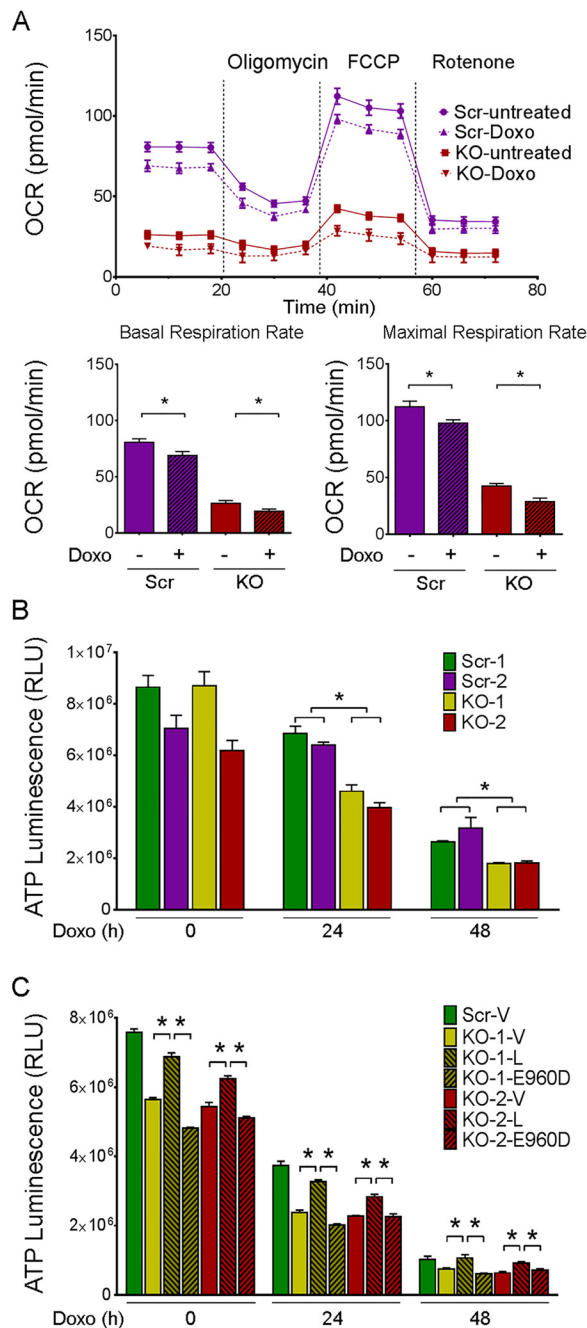 A
150
100
50
0
OCR (pmol/min)
Oligomycin FCCP Rotenone
Scr-untreated
Scr-Doxo
KO-untreated
KO-Doxo
0 20 40 60 80
Time (min)
Basal Respiration Rate Maximal Respiration Rate
150
100
50
0
OCR (pmol/min)
* *
Doxo - + - +
Scr KO
150
100
50
0
OCR (pmol/min)
* *
Doxo - + - +
Scr KO
B
1×10⁷
8×10⁶
6×10⁶
4×10⁶
2×10⁶
0
ATP Luminescence (RLU)
Scr-1
Scr-2
KO-1
KO-2
* *
Doxo (h) 0 24 48
C
8×10⁶
6×10⁶
4×10⁶
2×10⁶
0
ATP Luminescence (RLU)
Scr-V
KO-1-V
KO-1-L
KO-1-E960D
KO-2-V
KO-2-L
KO-2-E960D
* * * *
* * * *
* * * *
Doxo (h) 0 24 48